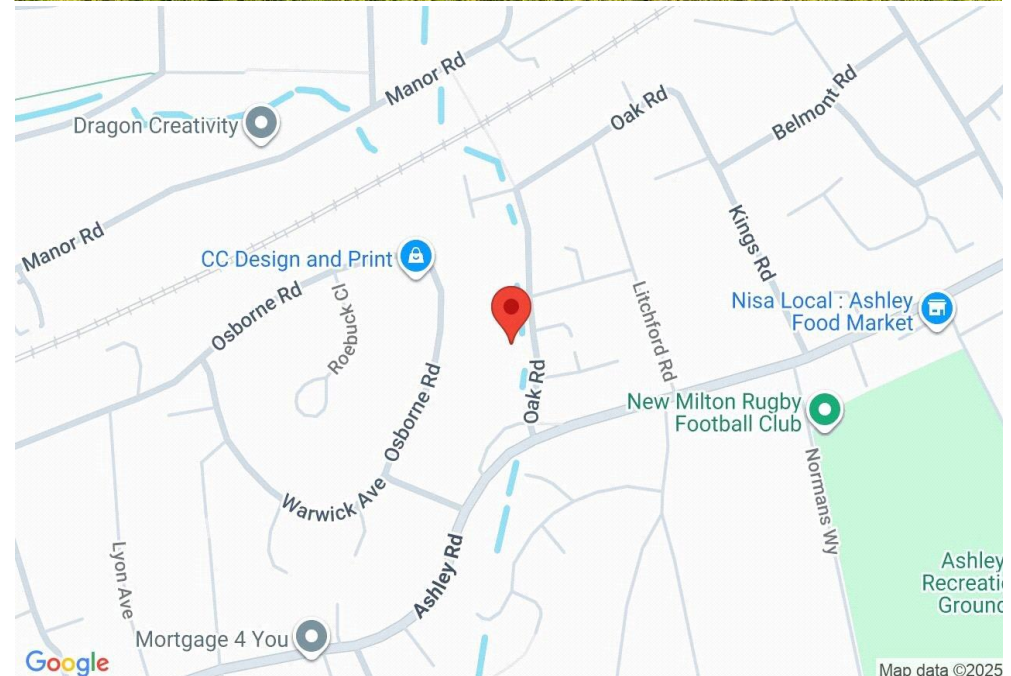 Manor Rd
Dragon Creativity
Oak Rd
Belmont Rd
Manor Rd
Kings Rd
CC Design and Print
Osborne Rd
Roebuck Cl
Litchford Rd
Nisa Local : Ashley
Food Market
Oak Rd
Osborne Rd
New Milton Rugby
Football Club
Warwick Ave
Normans Wy
Lyon Ave
Ashley Rd
Ashley
Recreati
Ground
Mortgage 4 You
Google
Map data ©2025